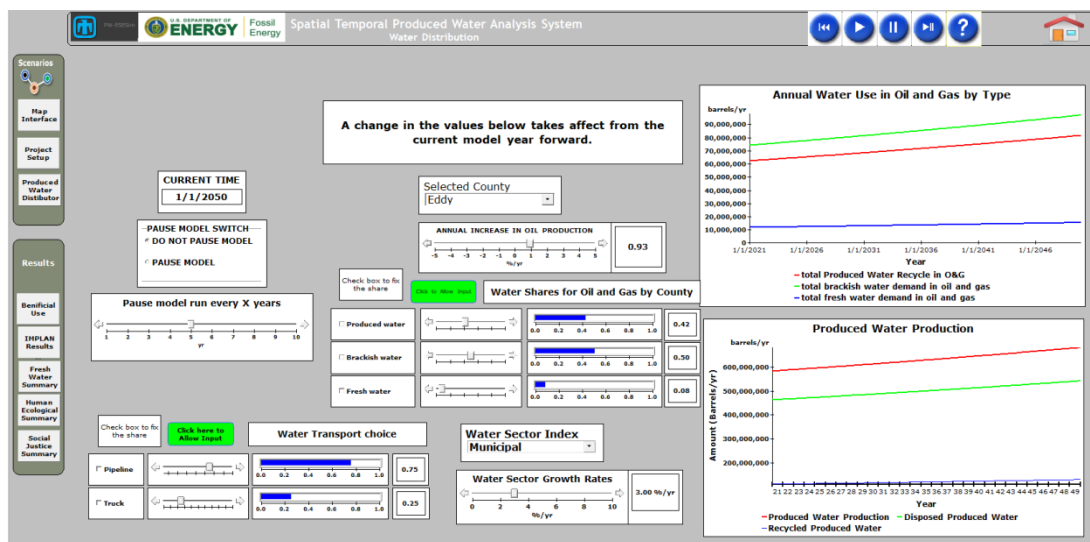 U.S. DEPARTMENT OF
ENERGY
Fossil
Energy
Spatial Temporal Produced Water Analysis System
Water Distribution
?
Scenarios
Map
Interface
Project
Setup
Produced
Water
Distibutor
Results
Benificial
Use
IMPLAN
Results
Fresh
Water
Summary
Human
Ecological
Summary
Social
Justice
Summary
A change in the values below takes affect from the
current model year forward.
CURRENT TIME
1/1/2050
PAUSE MODEL SWITCH
DO NOT PAUSE MODEL
PAUSE MODEL
Pause model run every X years
1 2 3 4 5 6 7 8 9 10
yr
Selected County
Eddy
ANNUAL INCREASE IN OIL PRODUCTION
-5 -4 -3 -2 -1 0 1 2 3 4 5
%/yr
0.93
Check box to fix
the share
Click to Allow Input
Water Shares for Oil and Gas by County
Produced water
0.0 0.2 0.4 0.6 0.8 1.0
0.42
Brackish water
0.0 0.2 0.4 0.6 0.8 1.0
0.50
Fresh water
0.0 0.2 0.4 0.6 0.8 1.0
0.08
Check box to fix
the share
Click here to
Allow Input
Water Transport choice
Pipeline
0.0 0.2 0.4 0.6 0.8 1.0
0.75
Truck
0.0 0.2 0.4 0.6 0.8 1.0
0.25
Water Sector Index
Municipal
Water Sector Growth Rates
0 2 4 6 8 10
%/yr
3.00 %/yr
Annual Water Use in Oil and Gas by Type
barrels/yr
90,000,000
80,000,000
70,000,000
60,000,000
50,000,000
40,000,000
30,000,000
20,000,000
10,000,000
0
1/1/2021 1/1/2026 1/1/2031 1/1/2036 1/1/2041 1/1/2046
Year
total Produced Water Recycle in O&G
total brackish water demand in oil and gas
total fresh water demand in oil and gas
Produced Water Production
barrels/yr
Amount (Barrels/yr)
600,000,000
500,000,000
400,000,000
300,000,000
200,000,000
21 22 23 24 25 26 27 28 29 30 31 32 33 34 35 36 37 38 39 40 41 42 43 44 45 46 47 48 49
Year
Produced Water Production Disposed Produced Water
Recycled Produced Water